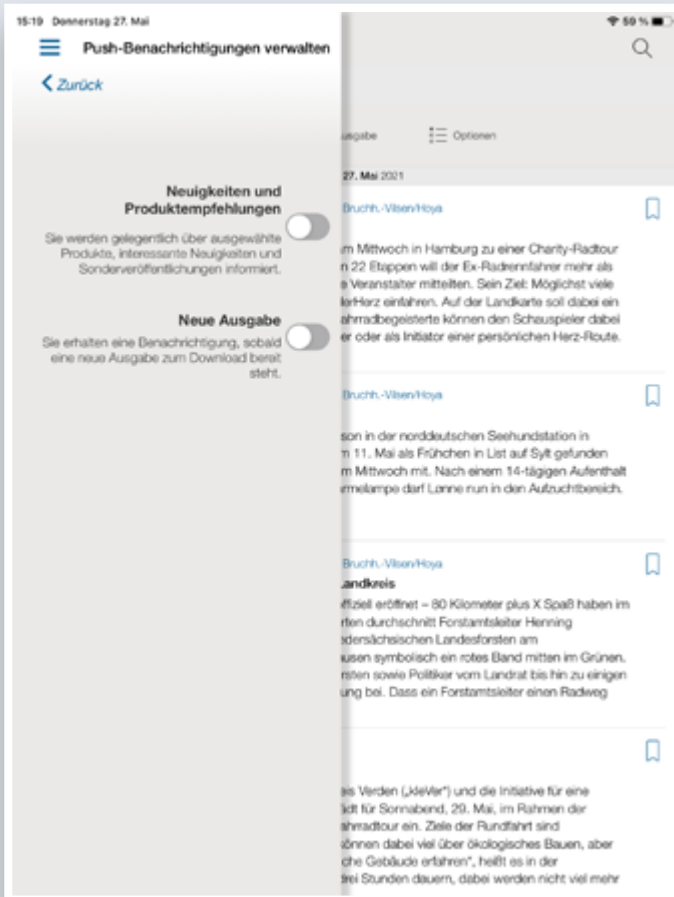 15:19 Donnerstag 27. Mai
59 %
Push-Benachrichtigungen verwalten
Zurück
Neuigkeiten und
Produktempfehlungen
Sie werden gelegentlich über ausgewählte
Produkte, interessante Neuigkeiten und
Sonderveröffentlichungen informiert.
Neue Ausgabe
Sie erhalten eine Benachrichtigung, sobald
eine neue Ausgabe zum Download bereit
steht.
usgabe
Optionen
27. Mai 2021
Bruchh.-Vilsen/Hoya
m Mittwoch in Hamburg zu einer Charity-Radtour
n 22 Etappen will der Ex-Radrennfahrer mehr als
e Veranstalter mitteilten. Sein Ziel: Möglichst viele
lerHerz einfahren. Auf der Landkarte soll dabei ein
ahrradbegeisterte können den Schauspieler dabei
er oder als Initiator einer persönlichen Herz-Route.
Bruchh.-Vilsen/Hoya
son in der norddeutschen Seehundstation in
m 11. Mai als Frühchen in List auf Sylt gefunden
m Mittwoch mit. Nach einem 14-tägigen Aufenthalt
rmelampe darf Lønne nun in den Aufzuchtbereich.
Bruchh.-Vilsen/Hoya
Landkreis
ffiziell eröffnet – 80 Kilometer plus X Spaß haben im
rten durchschnitt Forstamtsleiter Henning
edersächsischen Landesforsten am
ausen symbolisch ein rotes Band mitten im Grünen.
rsten sowie Politiker vom Landrat bis hin zu einigen
ung bei. Dass ein Forstamtsleiter einen Radweg
eis Verden („kleVer") und die Initiative für eine
ädt für Sonnabend, 29. Mai, im Rahmen der
ahrradtour ein. Ziele der Rundfahrt sind
können dabei viel über ökologisches Bauen, aber
che Gebäude erfahren", heißt es in der
drei Stunden dauern, dabei werden nicht viel mehr